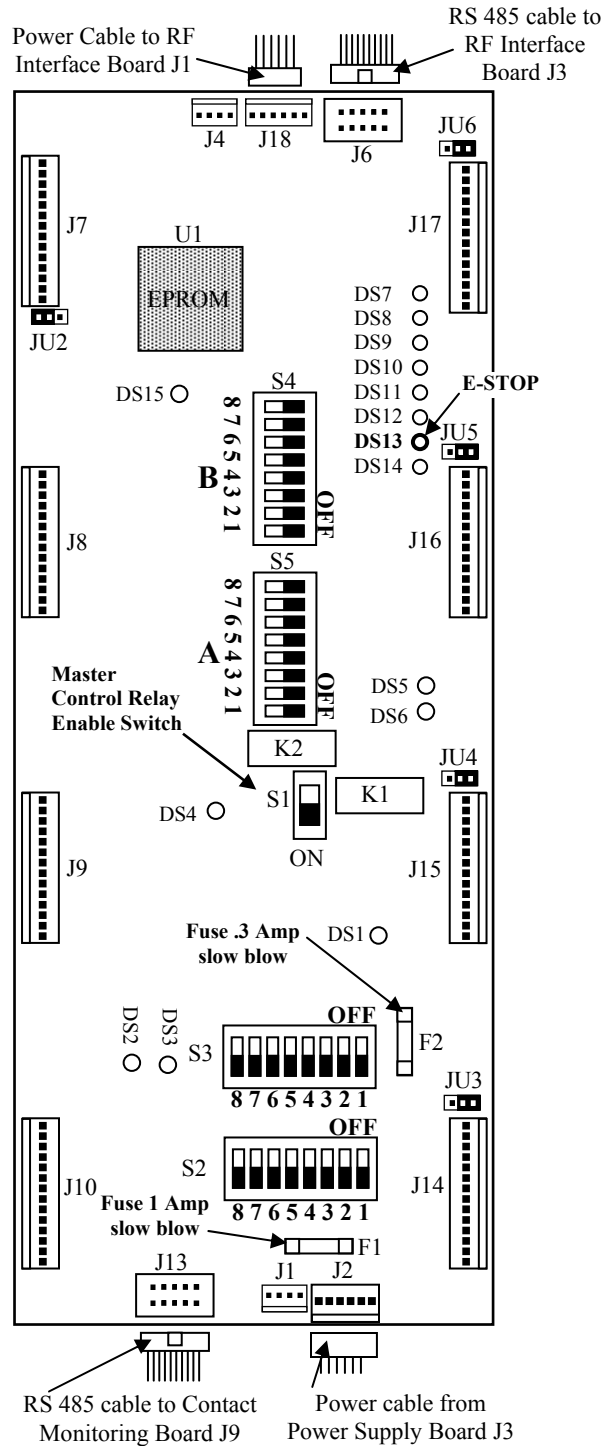 Power Cable to RF
Interface Board J1
RS 485 cable to
RF Interface
Board J3
J4
J18
J6
JU6
J7
J17
U1
EPROM
JU2
DS7
DS8
DS9
DS10
DS11
DS12
DS13
DS14
E-STOP
JU5
DS15
S4
8 7 6 5 4 3 2 1
B
OFF
J8
J16
S5
8 7 6 5 4 3 2 1
A
OFF
Master
Control Relay
Enable Switch
DS5
DS6
K2
JU4
S1
K1
DS4
ON
J9
J15
Fuse .3 Amp
slow blow
DS1
DS2
DS3
OFF
S3
F2
8 7 6 5 4 3 2 1
JU3
OFF
S2
J10
J14
8 7 6 5 4 3 2 1
Fuse 1 Amp
slow blow
F1
J13
J1
J2
RS 485 cable to Contact
Monitoring Board J9
Power cable from
Power Supply Board J3